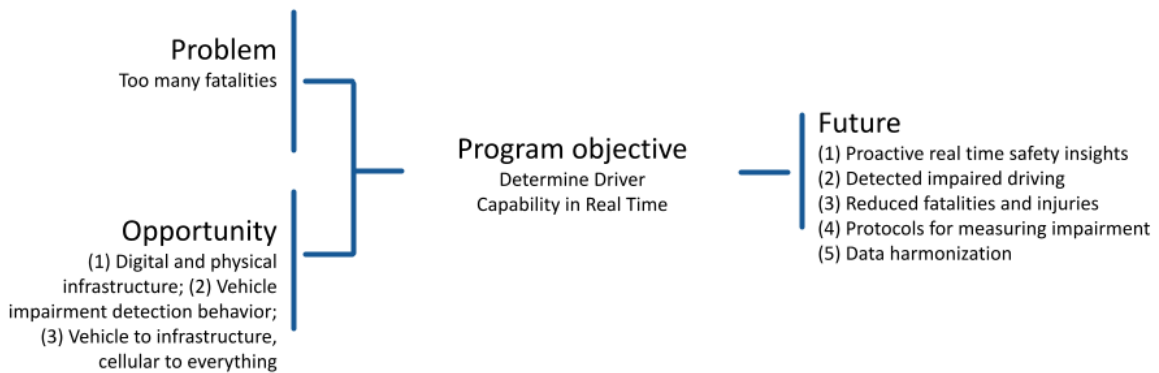 Problem
Too many fatalities
Opportunity
(1) Digital and physical
infrastructure; (2) Vehicle
impairment detection behavior;
(3) Vehicle to infrastructure,
cellular to everything
Program objective
Determine Driver
Capability in Real Time
Future
(1) Proactive real time safety insights
(2) Detected impaired driving
(3) Reduced fatalities and injuries
(4) Protocols for measuring impairment
(5) Data harmonization